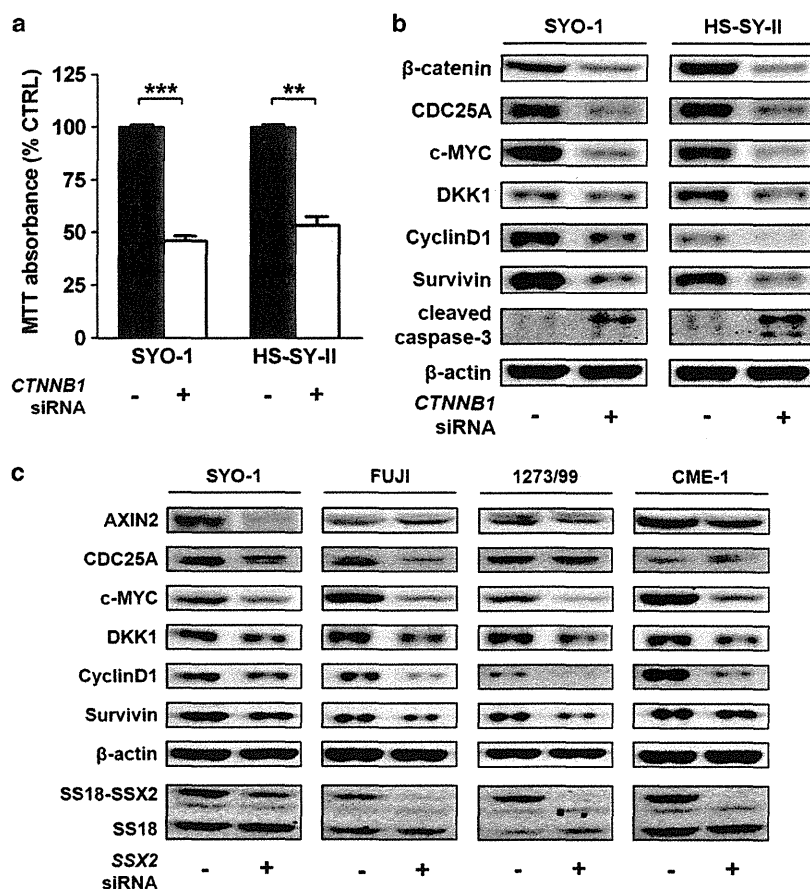 a
MTT absorbance (% CTRL)
125
100
75
50
25
0
***
**
SYO-1
HS-SY-II
CTNNB1
siRNA
- + - +
b
SYO-1
HS-SY-II
β-catenin
CDC25A
c-MYC
DKK1
CyclinD1
Survivin
cleaved
caspase-3
β-actin
CTNNB1
siRNA
- + - +
c
SYO-1
FUJI
1273/99
CME-1
AXIN2
CDC25A
c-MYC
DKK1
CyclinD1
Survivin
β-actin
SS18-SSX2
SS18
SSX2
siRNA
- + - + - + - +